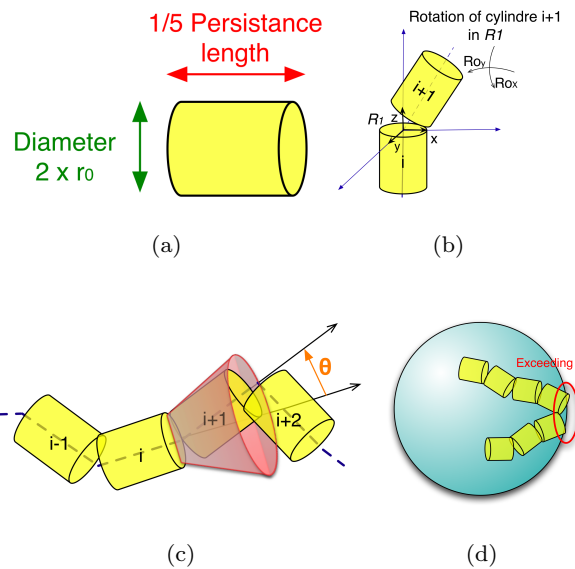 1/5 Persistance
length
Diameter
2 x r0
(a)
Rotation of cylindre i+1
in R1
Roy
Rox
i+1
R1
z
x
y
i
(b)
i-1
i
i+1
i+2
θ
(c)
Exceeding
(d)